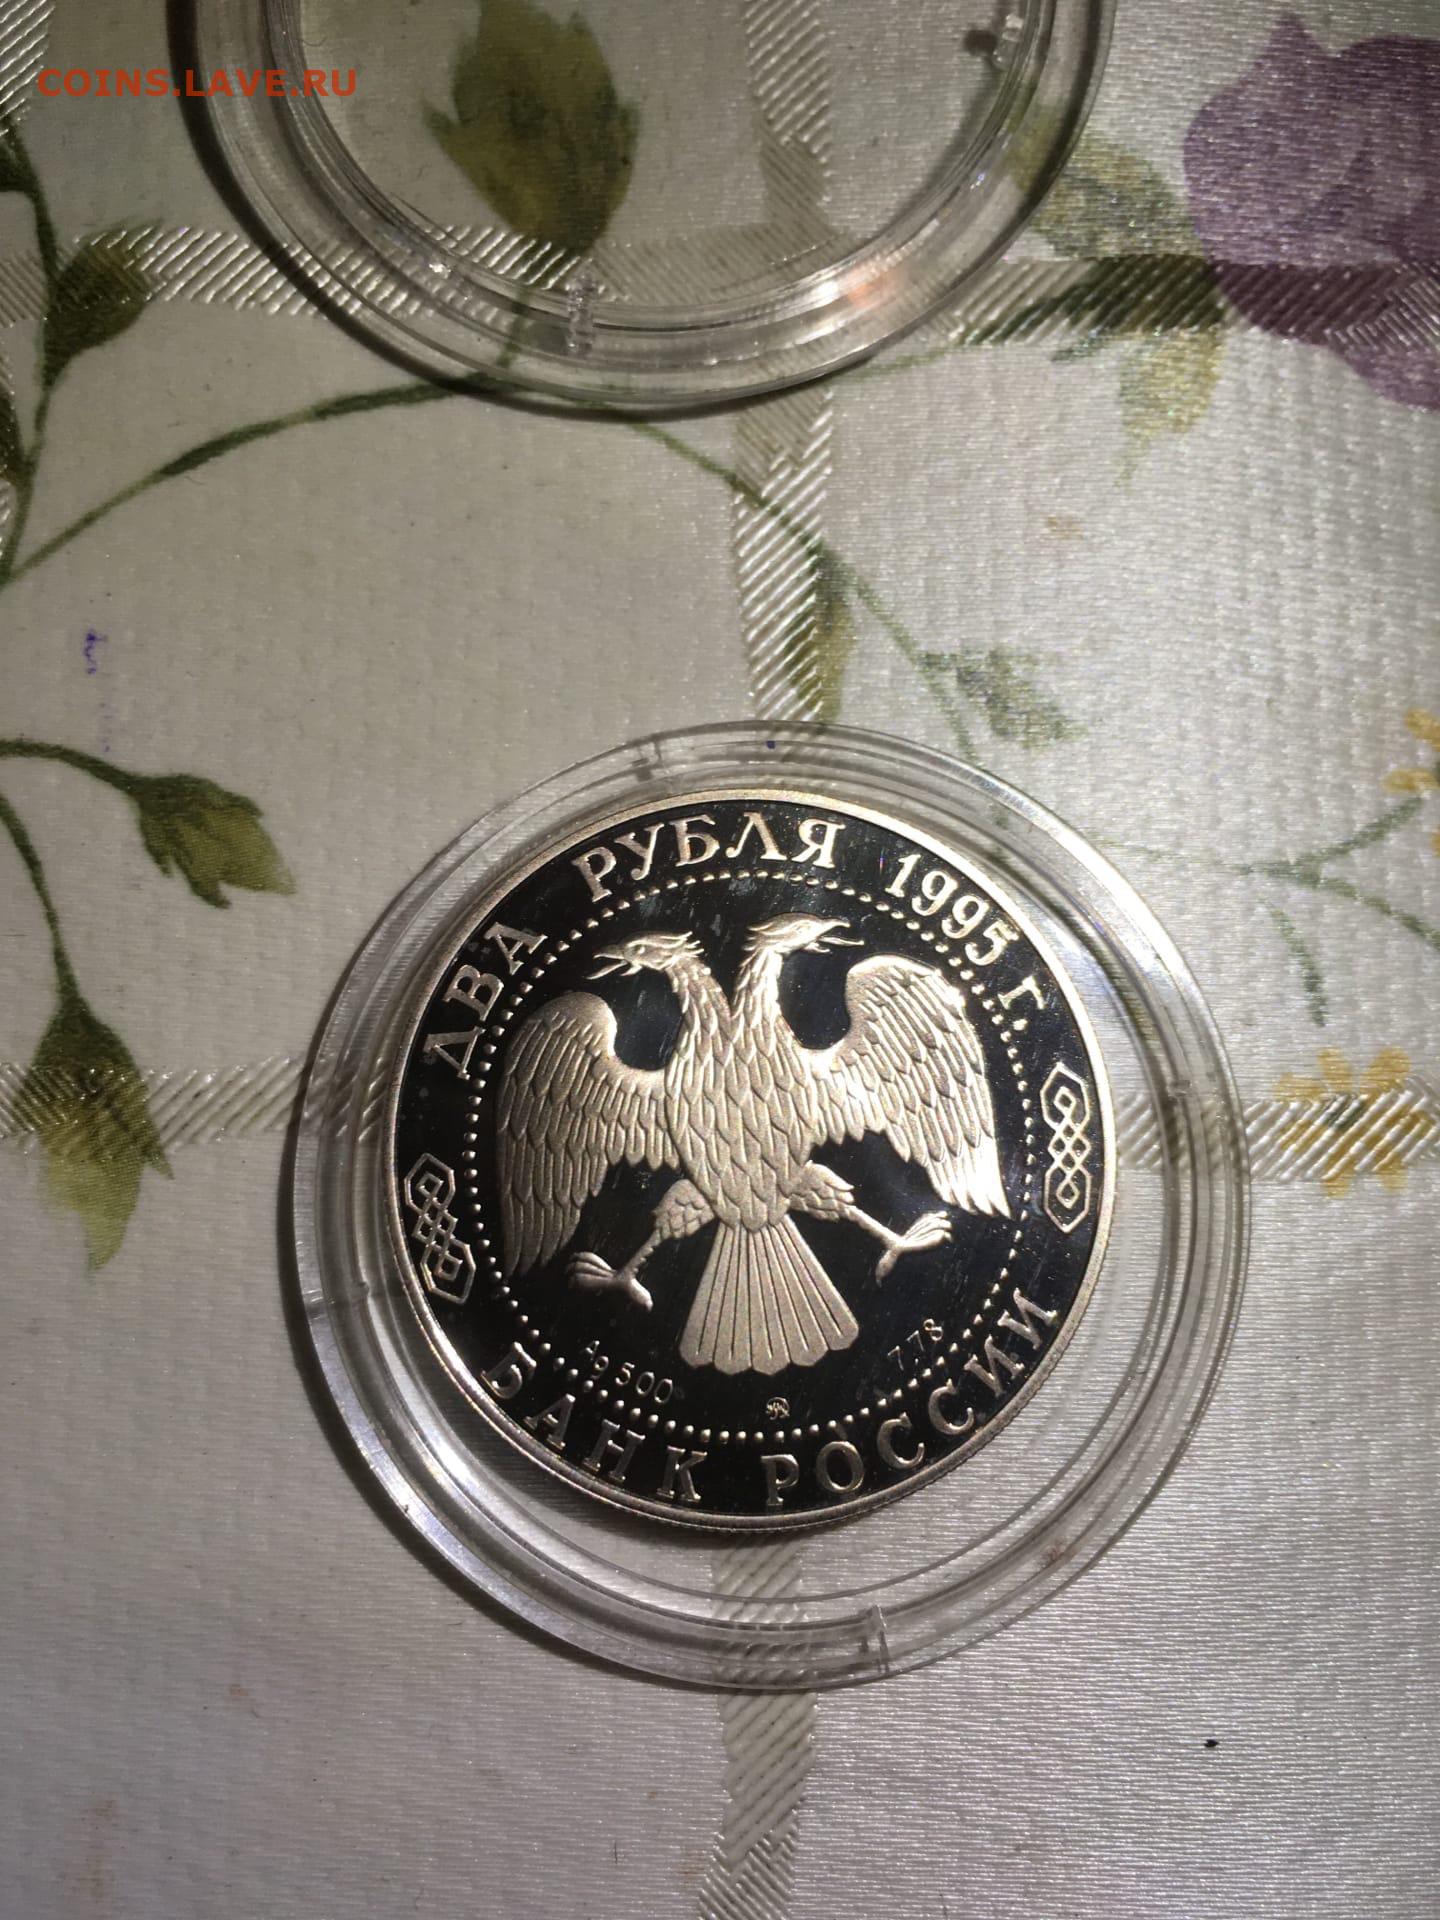 COINS.LAVE.RU
ДВА РУБЛЯ 1995 г.
Ag 500
7,78
БАНК РОССИИ